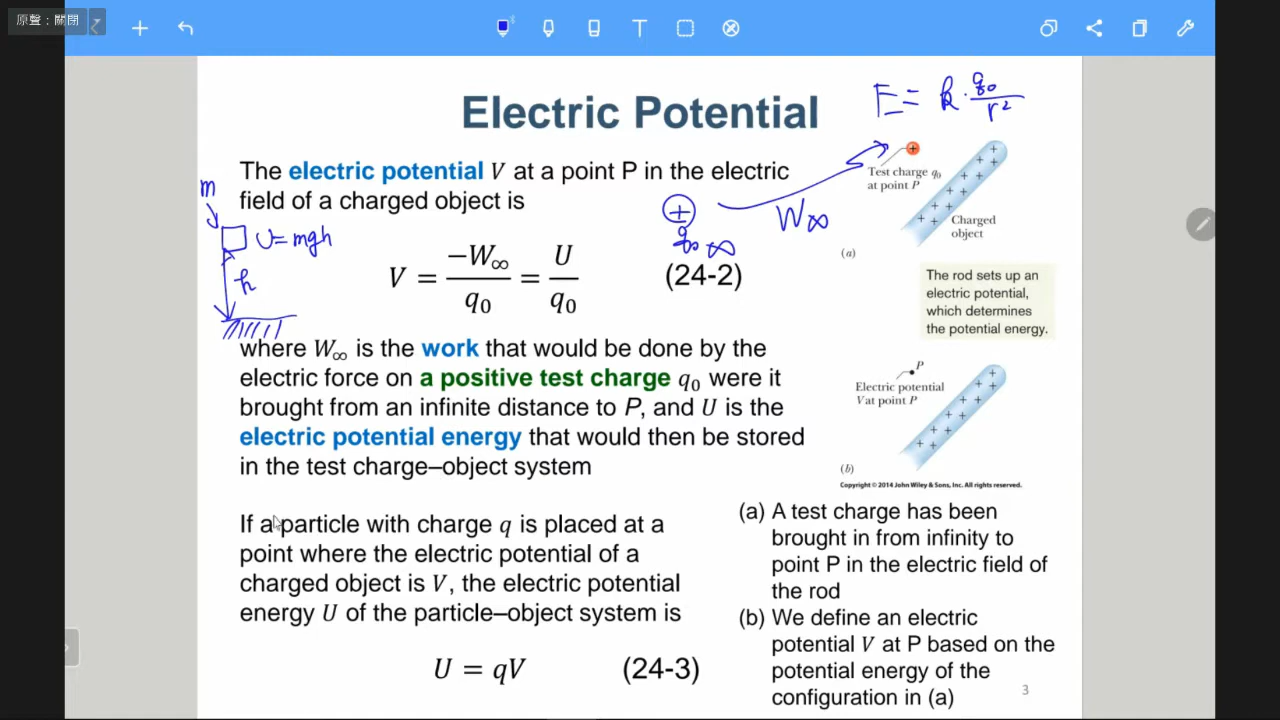 原聲：關閉
Electric Potential
E = k · q₀ / r²
The electric potential V at a point P in the electric
field of a charged object is
m
U=mgh
h
V = −W∞ / q₀ = U / q₀ (24-2)
+
q₀ ∞
W∞
Test charge q₀
at point P
Charged
object
(a)
The rod sets up an
electric potential,
which determines
the potential energy.
where W∞ is the work that would be done by the
electric force on a positive test charge q₀ were it
brought from an infinite distance to P, and U is the
electric potential energy that would then be stored
in the test charge–object system
P
Electric potential
V at point P
(b)
Copyright © 2014 John Wiley & Sons, Inc. All rights reserved.
If a particle with charge q is placed at a
point where the electric potential of a
charged object is V, the electric potential
energy U of the particle–object system is
U = qV (24-3)
(a) A test charge has been
brought in from infinity to
point P in the electric field of
the rod
(b) We define an electric
potential V at P based on the
potential energy of the
configuration in (a)
3